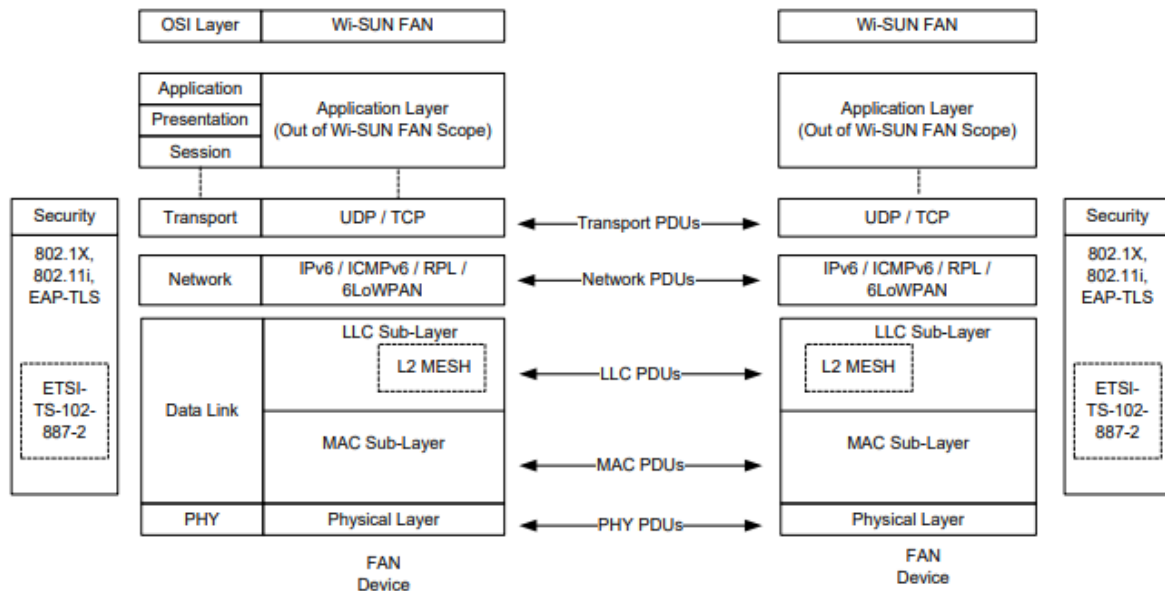 OSI Layer
Wi-SUN FAN
Wi-SUN FAN
Application
Presentation
Session
Application Layer
(Out of Wi-SUN FAN Scope)
Application Layer
(Out of Wi-SUN FAN Scope)
Security
802.1X,
802.11i,
EAP-TLS
ETSI-
TS-102-
887-2
Transport
UDP / TCP
Transport PDUs
UDP / TCP
Network
IPv6 / ICMPv6 / RPL /
6LoWPAN
Network PDUs
IPv6 / ICMPv6 / RPL /
6LoWPAN
Data Link
LLC Sub-Layer
L2 MESH
LLC PDUs
LLC Sub-Layer
L2 MESH
MAC Sub-Layer
MAC PDUs
MAC Sub-Layer
PHY
Physical Layer
PHY PDUs
Physical Layer
Security
802.1X,
802.11i,
EAP-TLS
ETSI-
TS-102-
887-2
FAN
Device
FAN
Device